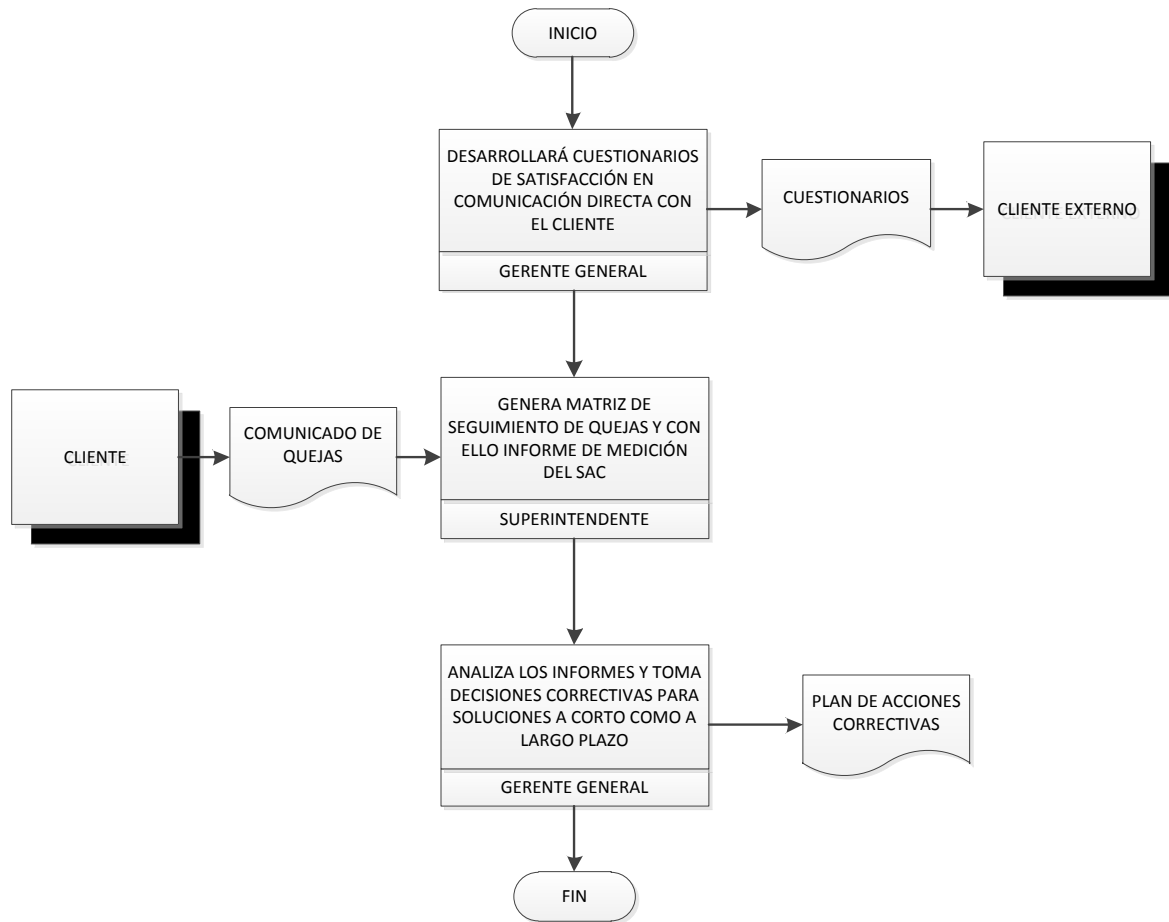 INICIO
DESARROLLARÁ CUESTIONARIOS
DE SATISFACCIÓN EN
COMUNICACIÓN DIRECTA CON
EL CLIENTE
GERENTE GENERAL
CUESTIONARIOS
CLIENTE EXTERNO
CLIENTE
COMUNICADO DE
QUEJAS
GENERA MATRIZ DE
SEGUIMIENTO DE QUEJAS Y CON
ELLO INFORME DE MEDICIÓN
DEL SAC
SUPERINTENDENTE
ANALIZA LOS INFORMES Y TOMA
DECISIONES CORRECTIVAS PARA
SOLUCIONES A CORTO COMO A
LARGO PLAZO
GERENTE GENERAL
PLAN DE ACCIONES
CORRECTIVAS
FIN